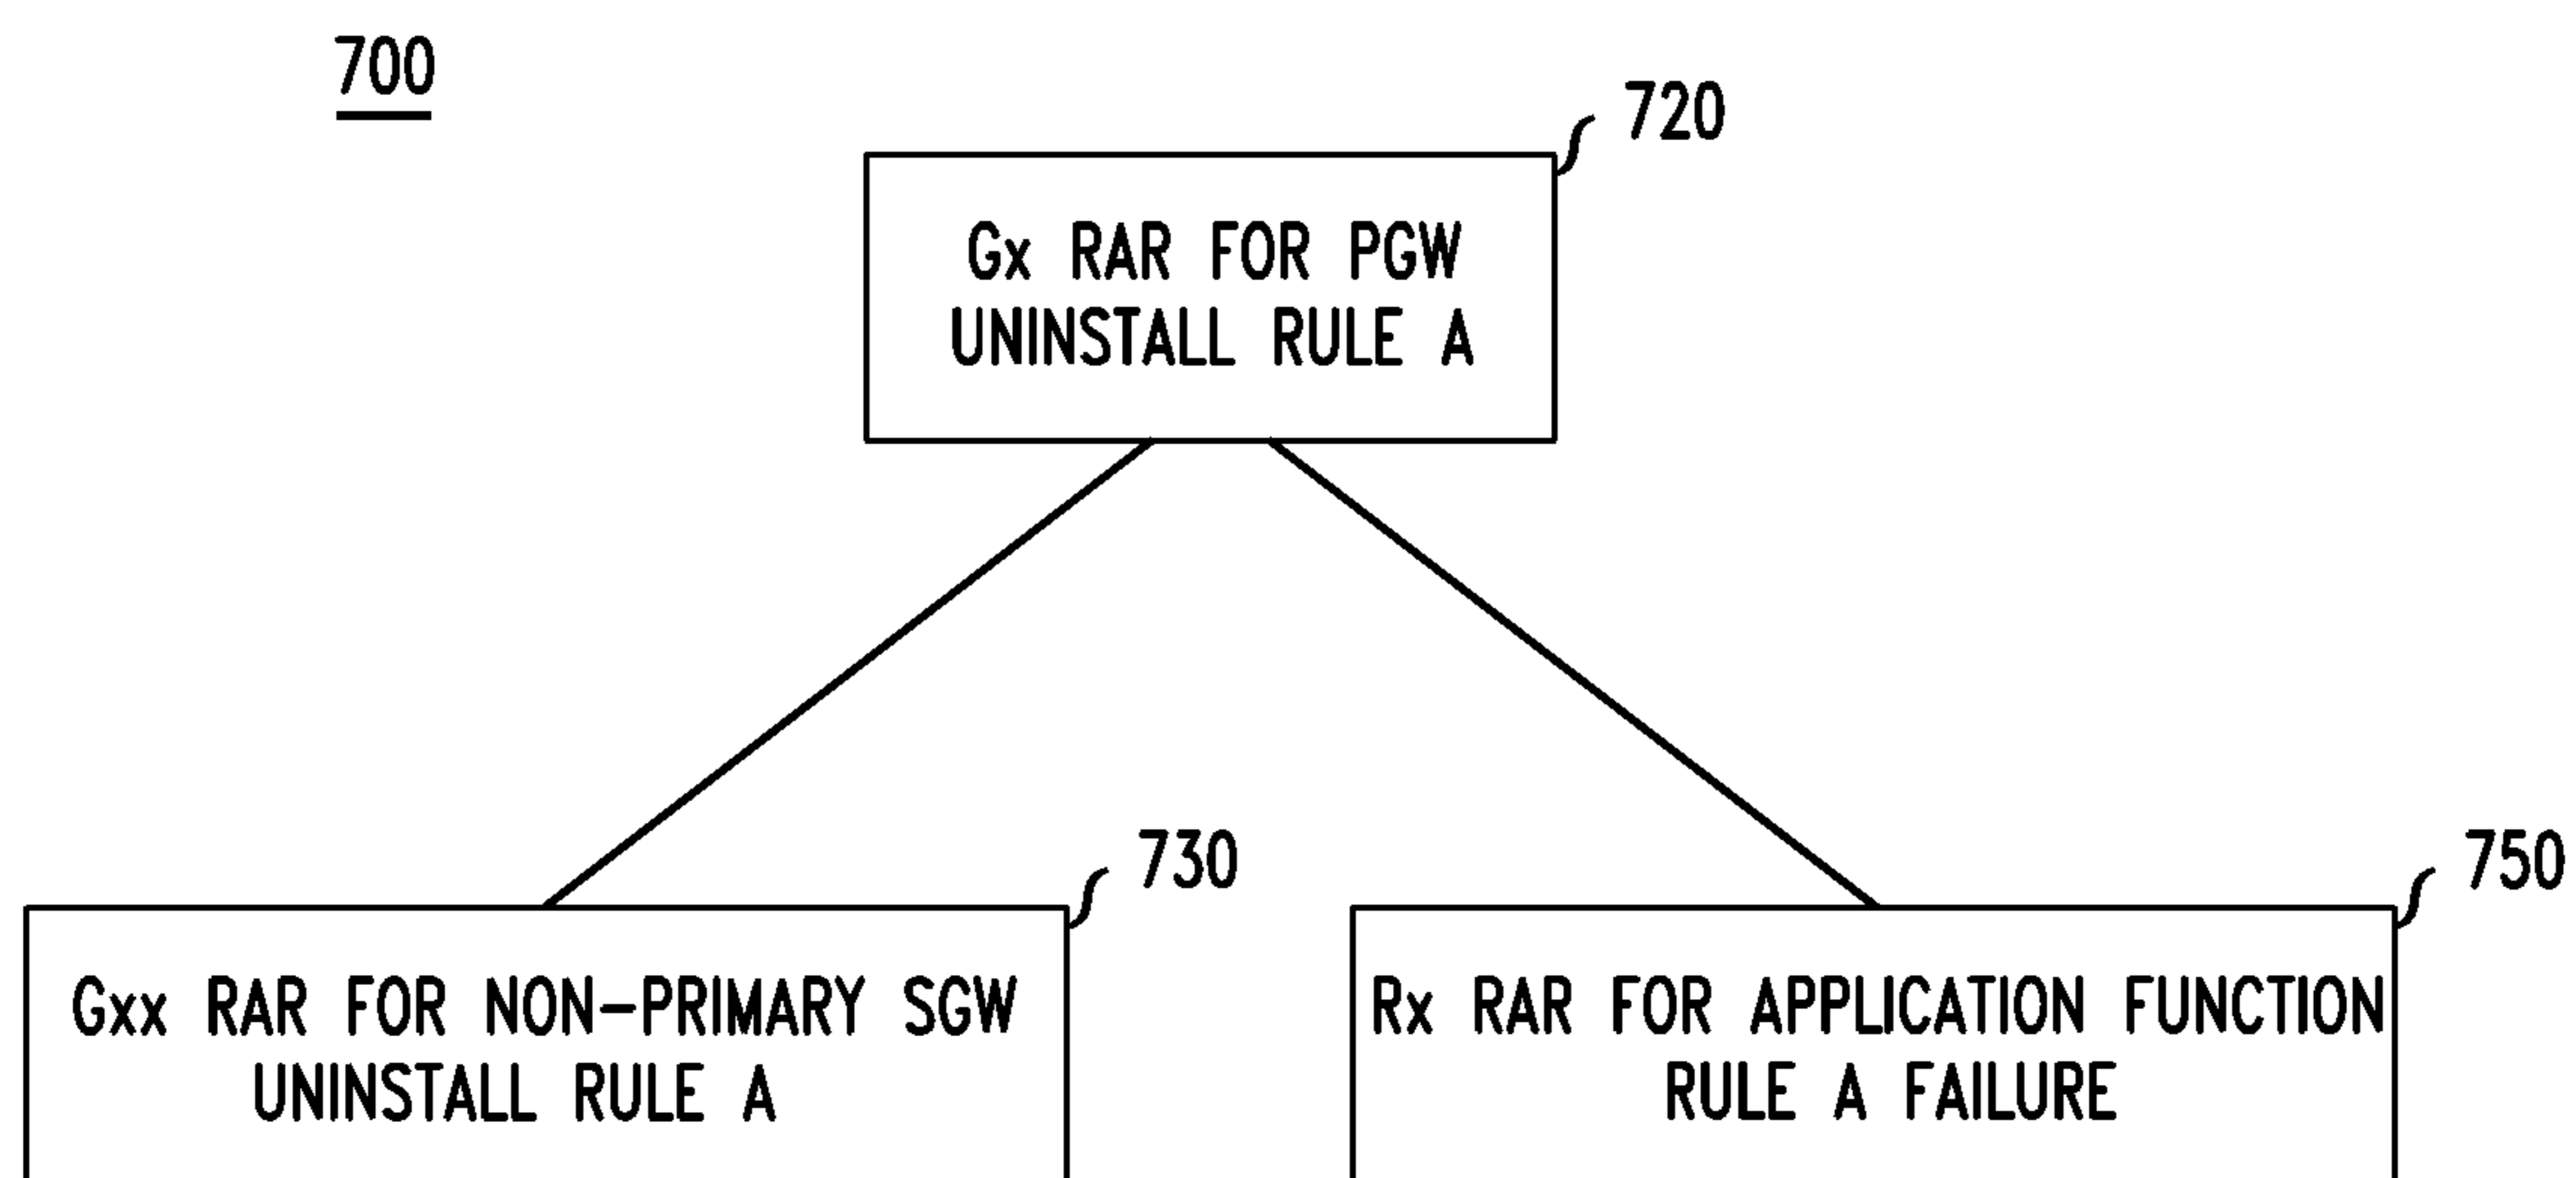 700
720
Gx RAR FOR PGW
UNINSTALL RULE A
730
750
Gxx RAR FOR NON-PRIMARY SGW
UNINSTALL RULE A
Rx RAR FOR APPLICATION FUNCTION
RULE A FAILURE